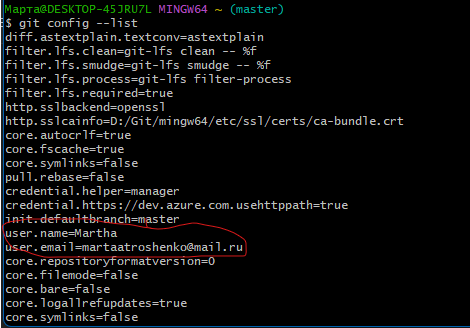 Марта@DESKTOP-45JRU7L MINGW64 ~ (master)
$ git config --list
diff.astextplain.textconv=astextplain
filter.lfs.clean=git-lfs clean -- %f
filter.lfs.smudge=git-lfs smudge -- %f
filter.lfs.process=git-lfs filter-process
filter.lfs.required=true
http.sslbackend=openssl
http.sslcainfo=D:/Git/mingw64/etc/ssl/certs/ca-bundle.crt
core.autocrlf=true
core.fscache=true
core.symlinks=false
pull.rebase=false
credential.helper=manager
credential.https://dev.azure.com.usehttppath=true
init.defaultbranch=master
user.name=Martha
user.email=martaatroshenko@mail.ru
core.repositoryformatversion=0
core.filemode=false
core.bare=false
core.logallrefupdates=true
core.symlinks=false